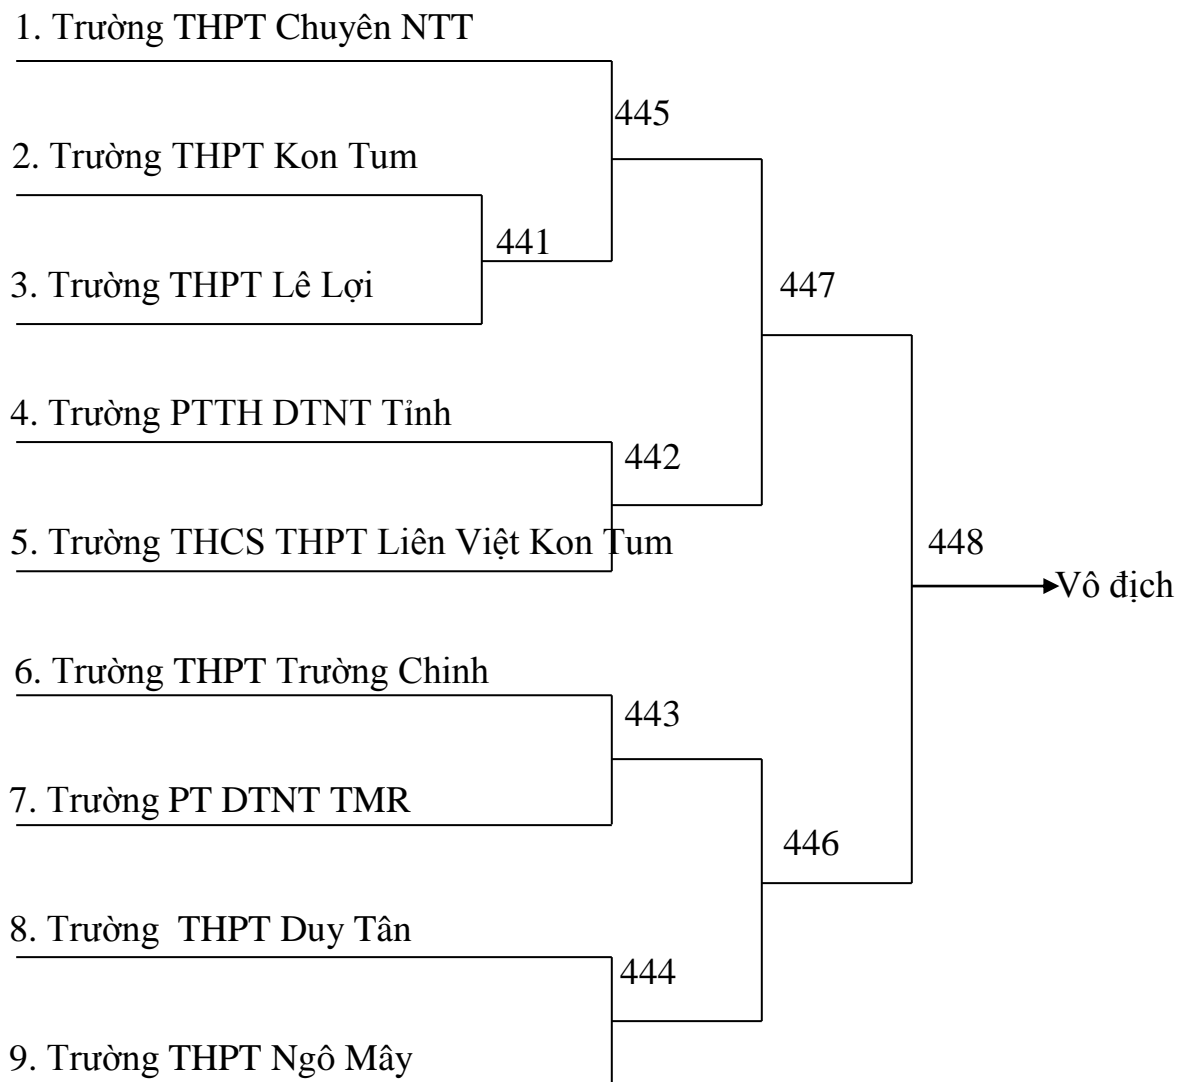 1. Trường THPT Chuyên NTT
445
2. Trường THPT Kon Tum
441
3. Trường THPT Lê Lợi
447
4. Trường PTTH DTNT Tỉnh
442
5. Trường THCS THPT Liên Việt Kon Tum
448
Vô địch
6. Trường THPT Trường Chinh
443
7. Trường PT DTNT TMR
446
8. Trường THPT Duy Tân
444
9. Trường THPT Ngô Mây